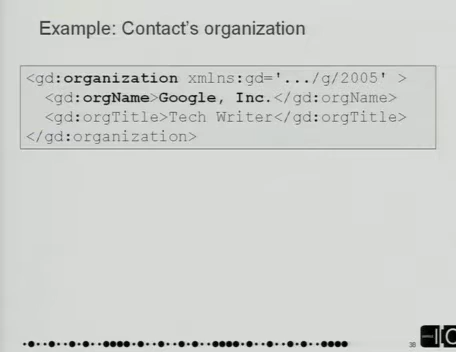 Example: Contact's organization
<gd:organization xmlns:gd='.../g/2005' >
<gd:orgName>Google, Inc.</gd:orgName>
<gd:orgTitle>Tech Writer</gd:orgTitle>
</gd:organization>
38
IO